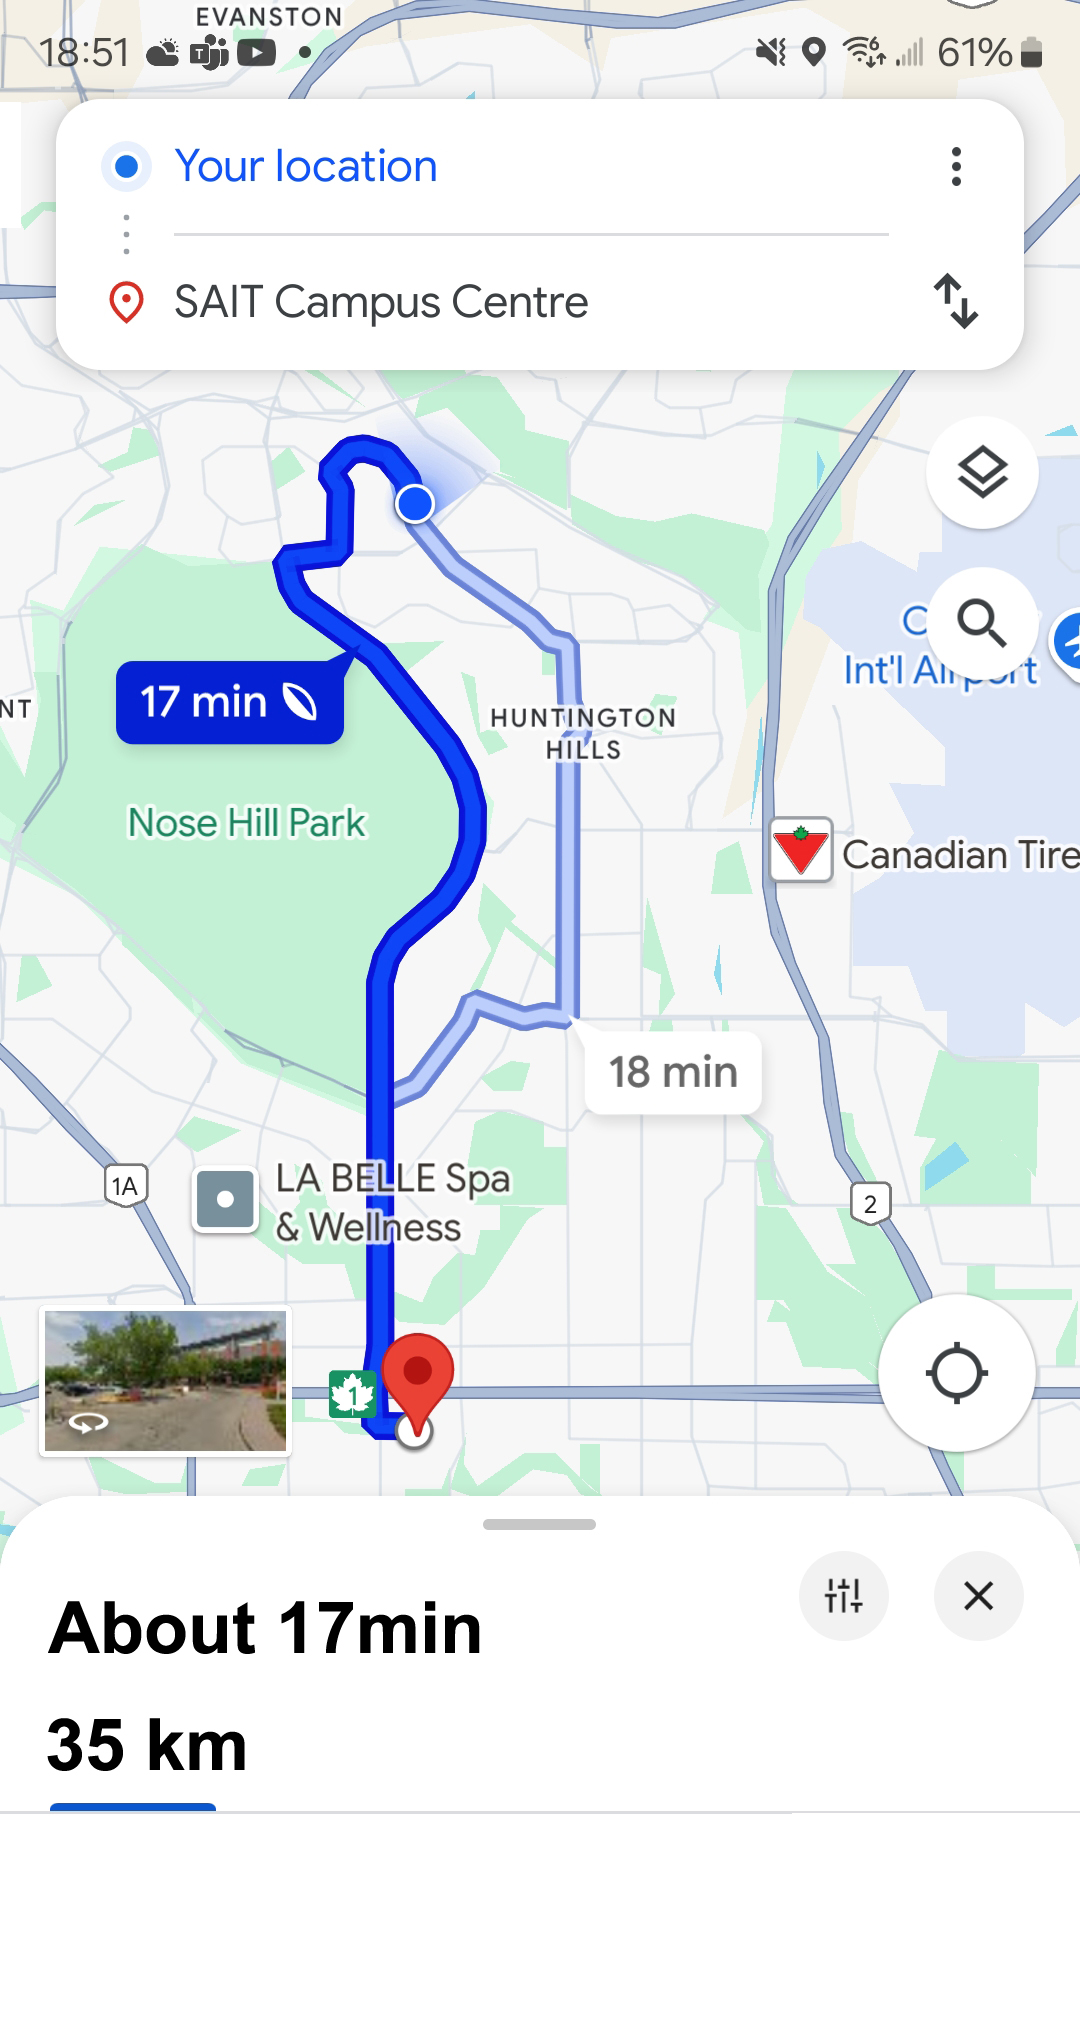 EVANSTON
18:51
61%
Your location
SAIT Campus Centre
Int'l Airport
17 min
NT
HUNTINGTON
HILLS
Nose Hill Park
Canadian Tire
18 min
LA BELLE Spa
& Wellness
1A
2
1
About 17min
35 km